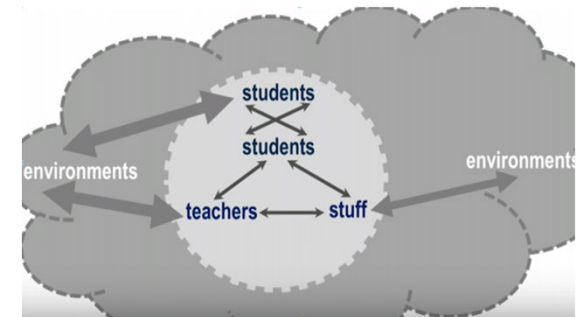 students
students
environments
environments
teachers
stuff